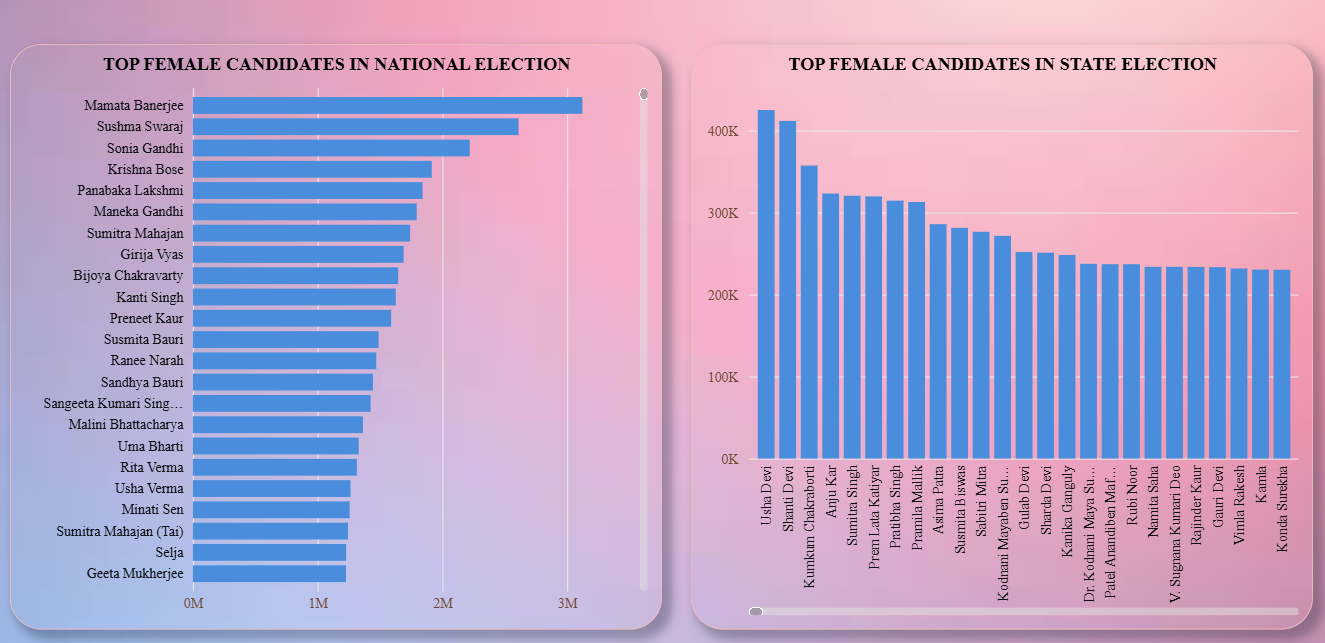 TOP FEMALE CANDIDATES IN NATIONAL ELECTION
Mamata Banerjee
Sushma Swaraj
Sonia Gandhi
Krishna Bose
Panabaka Lakshmi
Maneka Gandhi
Sumitra Mahajan
Girija Vyas
Bijoya Chakravarty
Kanti Singh
Preneet Kaur
Susmita Bauri
Ranee Narah
Sandhya Bauri
Sangeeta Kumari Sing…
Malini Bhattacharya
Uma Bharti
Rita Verma
Usha Verma
Minati Sen
Sumitra Mahajan (Tai)
Selja
Geeta Mukherjee
0M 1M 2M 3M
TOP FEMALE CANDIDATES IN STATE ELECTION
400K
300K
200K
100K
0K
Usha Devi
Shanti Devi
Kumkum Chakraborti
Anju Kar
Sumitra Singh
Prem Lata Katiyar
Pratibha Singh
Pramila Mallik
Asima Patra
Susmita Biswas
Sabitri Mitra
Kodnani Mayaben Su…
Gulab Devi
Sharda Devi
Kanika Ganguly
Dr. Kodnani Maya Su…
Patel Anandiben Maf…
Rubi Noor
Namita Saha
V. Sugnana Kumari Deo
Rajinder Kaur
Gauri Devi
Vimla Rakesh
Kamla
Konda Surekha